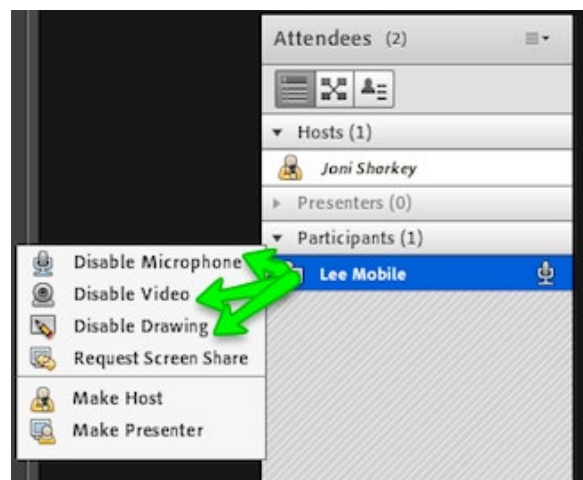 Attendees (2)
Hosts (1)
Joni Sharkey
Presenters (0)
Participants (1)
Lee Mobile
Disable Microphone
Disable Video
Disable Drawing
Request Screen Share
Make Host
Make Presenter